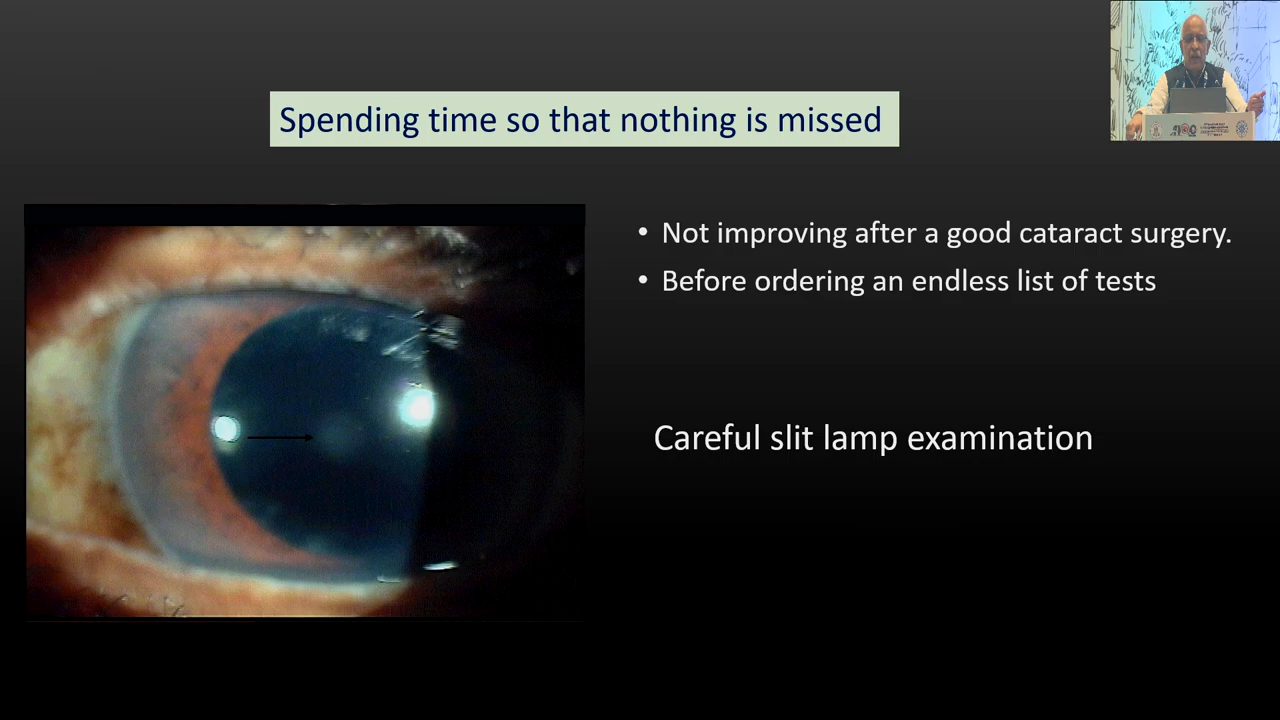 Spending time so that nothing is missed
• Not improving after a good cataract surgery.
• Before ordering an endless list of tests
Careful slit lamp examination